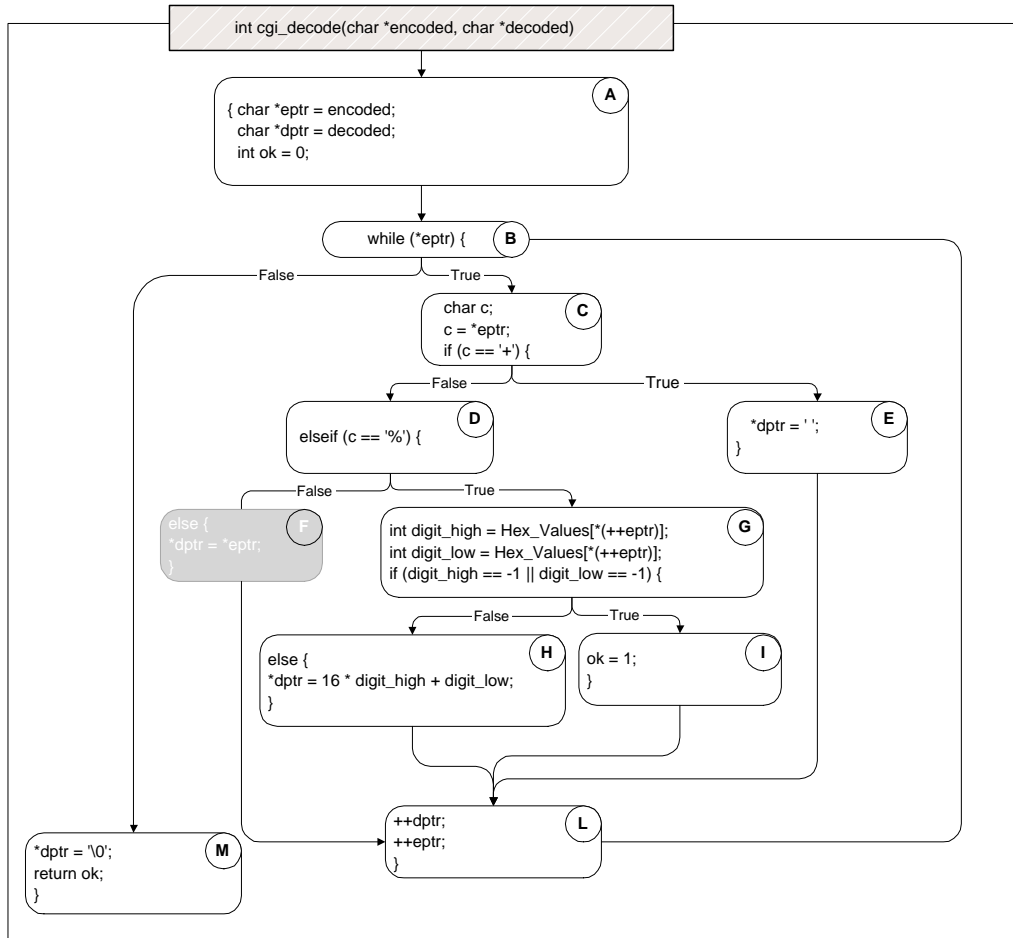 int cgi_decode(char *encoded, char *decoded)
A
{ char *eptr = encoded;
char *dptr = decoded;
int ok = 0;
while (*eptr) {
B
False
True
char c;
c = *eptr;
if (c == '+') {
C
False
True
elseif (c == '%') {
D
*dptr = ' ';
}
E
False
True
else {
*dptr = *eptr;
}
F
int digit_high = Hex_Values[*(++eptr)];
int digit_low = Hex_Values[*(++eptr)];
if (digit_high == -1 || digit_low == -1) {
G
False
True
else {
*dptr = 16 * digit_high + digit_low;
}
H
ok = 1;
}
I
++dptr;
++eptr;
}
L
*dptr = '\0';
return ok;
}
M